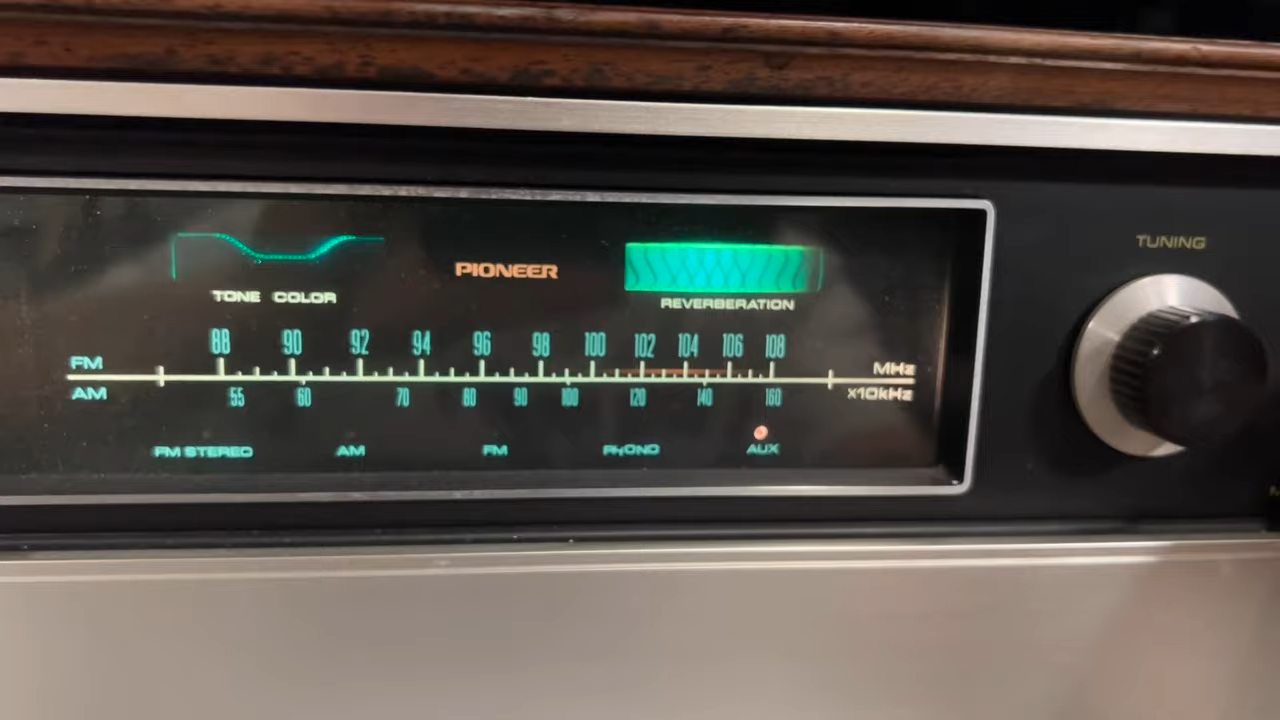 TUNING
PIONEER
TONE COLOR
REVERBERATION
88 90 92 94 96 98 100 102 104 106 108
FM MHz
AM x10kHz
55 60 70 80 90 100 120 140 160
FM STEREO AM FM PHONO AUX